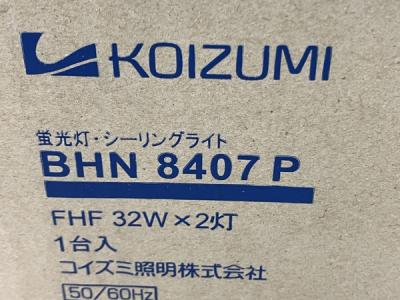 KOIZUMI
蛍光灯・シーリングライト
BHN 8407 P
FHF 32W×2灯
1台入
コイズミ照明株式会社
50/60Hz